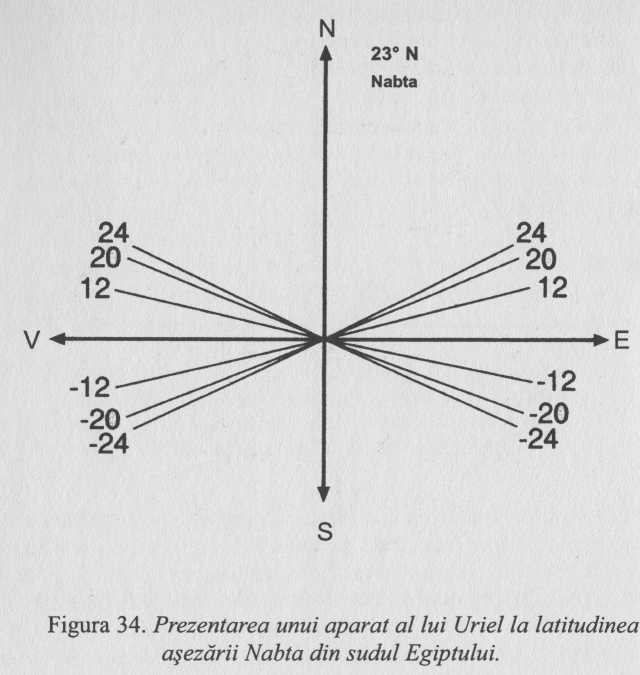 N
23° N
Nabta
24 24
20 20
12 12
V E
-12 -12
-20 -20
-24 -24
S
Figura 34. Prezentarea unui aparat al lui Uriel la latitudinea
aşezării Nabta din sudul Egiptului.